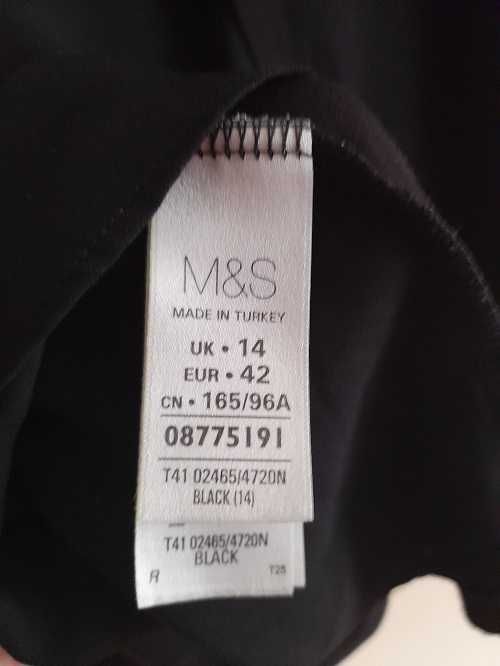 M&S
MADE IN TURKEY
UK • 14
EUR • 42
CN • 165/96A
08775191
T41 02465/4720N
BLACK (14)
T41 02465/4720N
BLACK
R T25